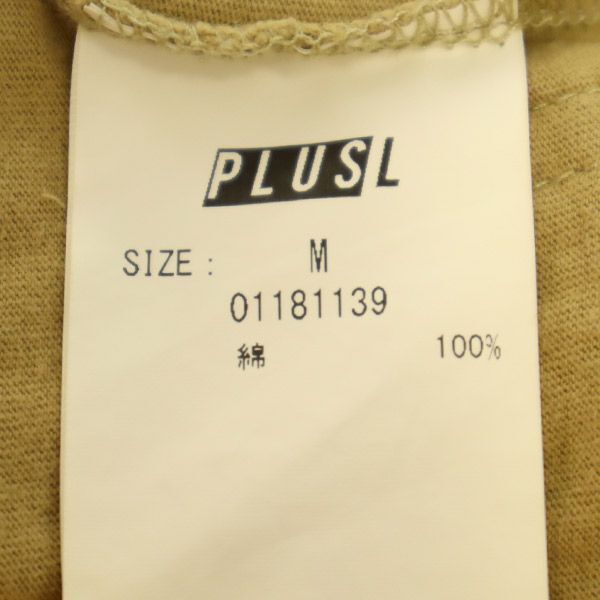 PLUSL
SIZE : M
01181139
綿 100%